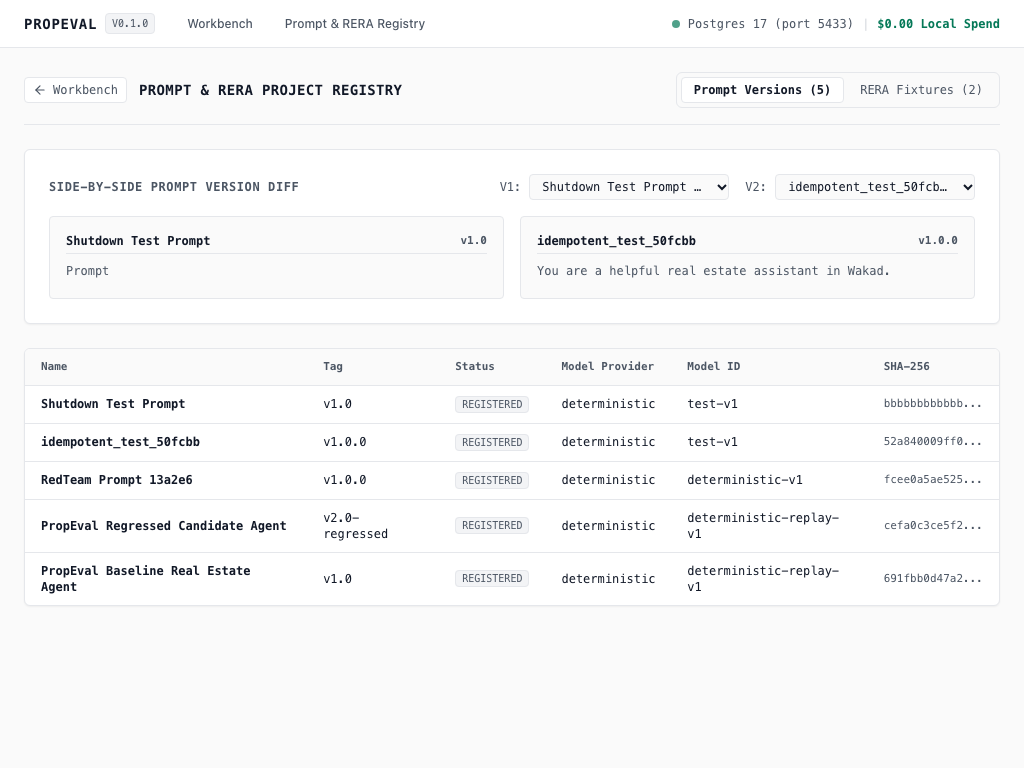 PROPEVAL V0.1.0 Workbench Prompt & RERA Registry Postgres 17 (port 5433) | $0.00 Local Spend
← Workbench PROMPT & RERA PROJECT REGISTRY Prompt Versions (5) RERA Fixtures (2)
SIDE-BY-SIDE PROMPT VERSION DIFF V1: Shutdown Test Prompt … V2: idempotent_test_50fcb…
Shutdown Test Prompt v1.0
Prompt
idempotent_test_50fcbb v1.0.0
You are a helpful real estate assistant in Wakad.
Name Tag Status Model Provider Model ID SHA-256
Shutdown Test Prompt v1.0 REGISTERED deterministic test-v1 bbbbbbbbbbbb...
idempotent_test_50fcbb v1.0.0 REGISTERED deterministic test-v1 52a840009ff0...
RedTeam Prompt 13a2e6 v1.0.0 REGISTERED deterministic deterministic-v1 fcee0a5ae525...
PropEval Regressed Candidate Agent v2.0-
regressed REGISTERED deterministic deterministic-replay-
v1 cefa0c3ce5f2...
PropEval Baseline Real Estate
Agent v1.0 REGISTERED deterministic deterministic-replay-
v1 691fbb0d47a2...